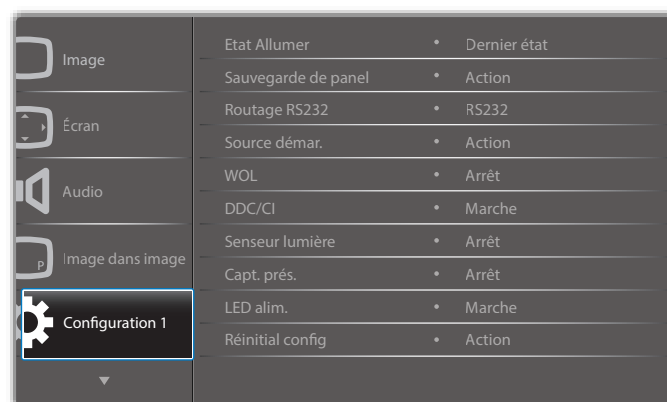 Image
Écran
Audio
P
Image dans image
Configuration 1
Etat Allumer • Dernier état
Sauvegarde de panel • Action
Routage RS232 • RS232
Source démar. • Action
WOL • Arrêt
DDC/CI • Marche
Senseur lumière • Arrêt
Capt. prés. • Arrêt
LED alim. • Marche
Réinitial config • Action